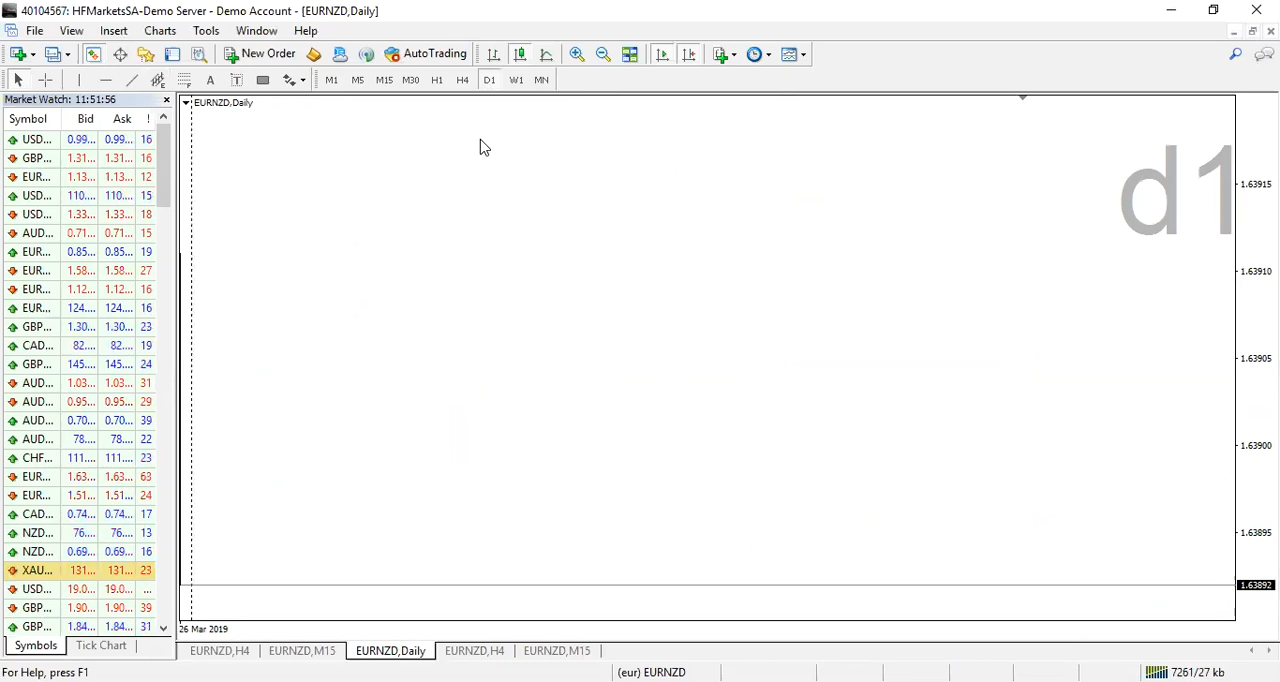 40104567: HFMarketsSA-Demo Server - Demo Account - [EURNZD,Daily]
File View Insert Charts Tools Window Help
New Order AutoTrading
A T M1 M5 M15 M30 H1 H4 D1 W1 MN
Market Watch: 11:51:56
EURNZD,Daily
Symbol Bid Ask !
USD... 0.99... 0.99... 16
GBP... 1.31... 1.31... 16
EUR... 1.13... 1.13... 12
USD... 110.... 110.... 15
USD... 1.33... 1.33... 18
AUD... 0.71... 0.71... 15
EUR... 0.85... 0.85... 19
EUR... 1.58... 1.58... 27
EUR... 1.12... 1.12... 16
EUR... 124.... 124.... 16
GBP... 1.30... 1.30... 23
CAD... 82.... 82.... 19
GBP... 145.... 145.... 24
AUD... 1.03... 1.03... 31
AUD... 0.95... 0.95... 29
AUD... 0.70... 0.70... 39
AUD... 78.... 78.... 22
CHF... 111.... 111.... 23
EUR... 1.63... 1.63... 63
EUR... 1.51... 1.51... 24
CAD... 0.74... 0.74... 17
NZD... 76.... 76.... 13
NZD... 0.69... 0.69... 16
XAU... 131... 131... 23
USD... 19.0... 19.0... ...
GBP... 1.90... 1.90... 39
GBP... 1.84... 1.84... 31
d1
1.63915
1.63910
1.63905
1.63900
1.63895
1.63892
26 Mar 2019
Symbols Tick Chart
EURNZD,H4 EURNZD,M15 EURNZD,Daily EURNZD,H4 EURNZD,M15
For Help, press F1 (eur) EURNZD 7261/27 kb